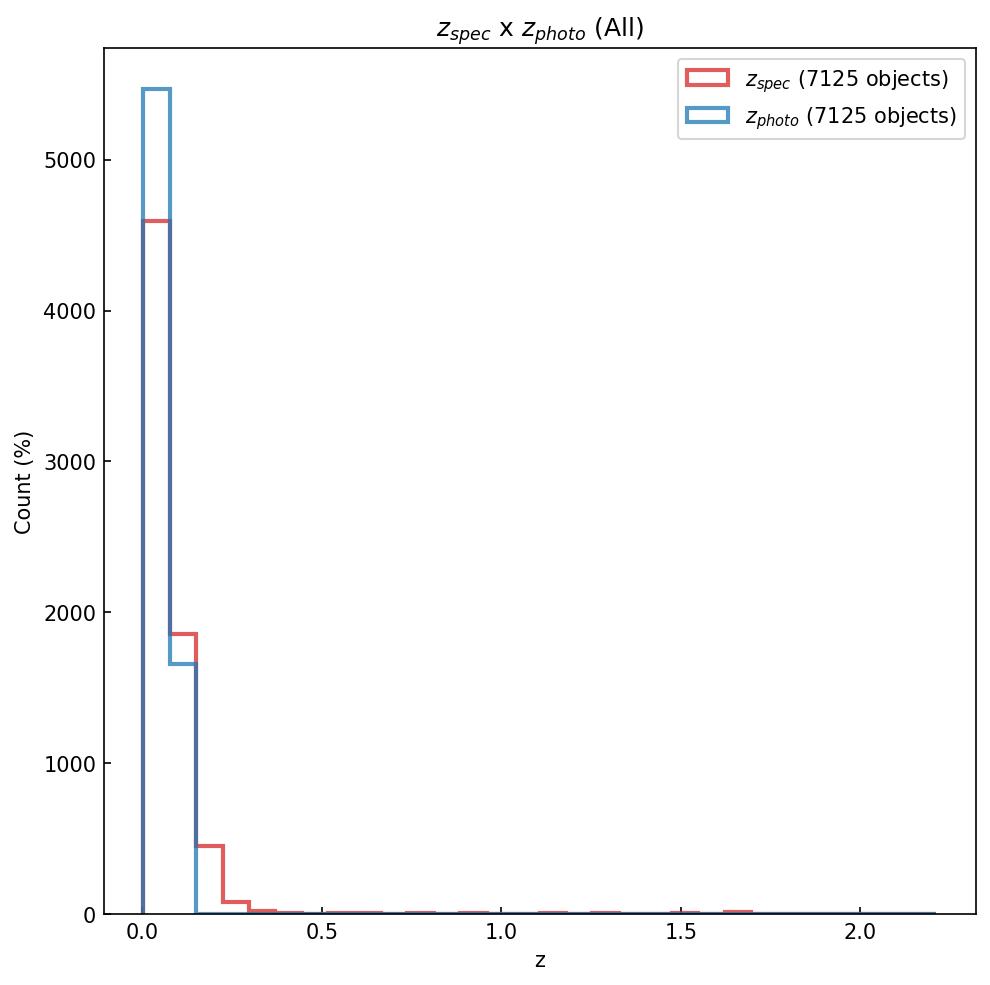 z_spec x z_photo (All)
z_spec (7125 objects)
z_photo (7125 objects)
Count (%)
5000
4000
3000
2000
1000
0
0.0 0.5 1.0 1.5 2.0
z